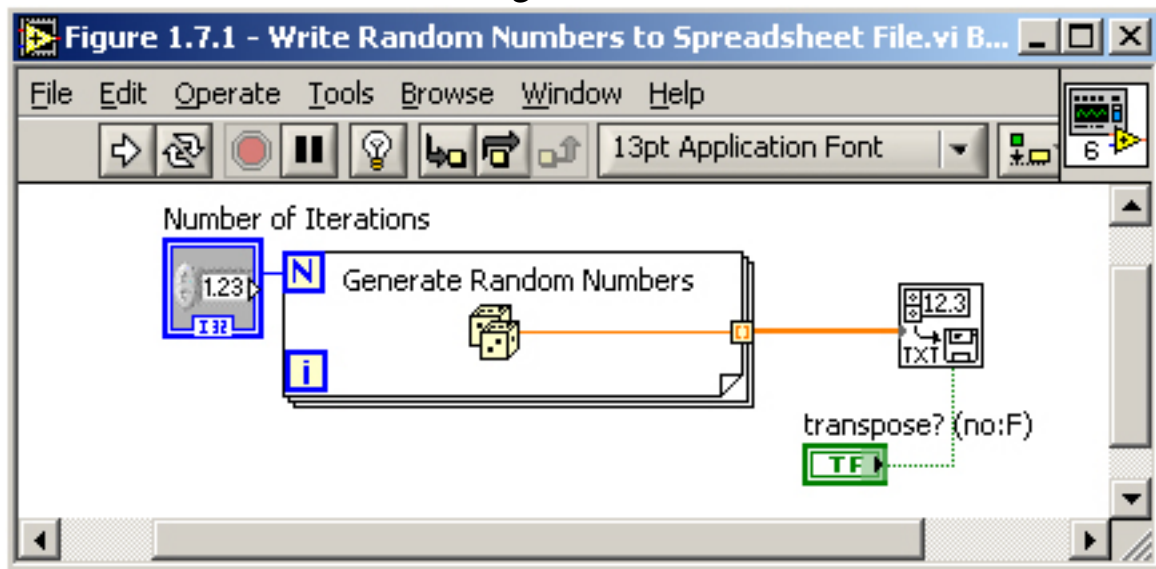 Figure 1.7.1 - Write Random Numbers to Spreadsheet File.vi B...
File Edit Operate Tools Browse Window Help
13pt Application Font
6
Number of Iterations
1.23
I32
N
Generate Random Numbers
i
12.3
TXT
transpose? (no:F)
TF